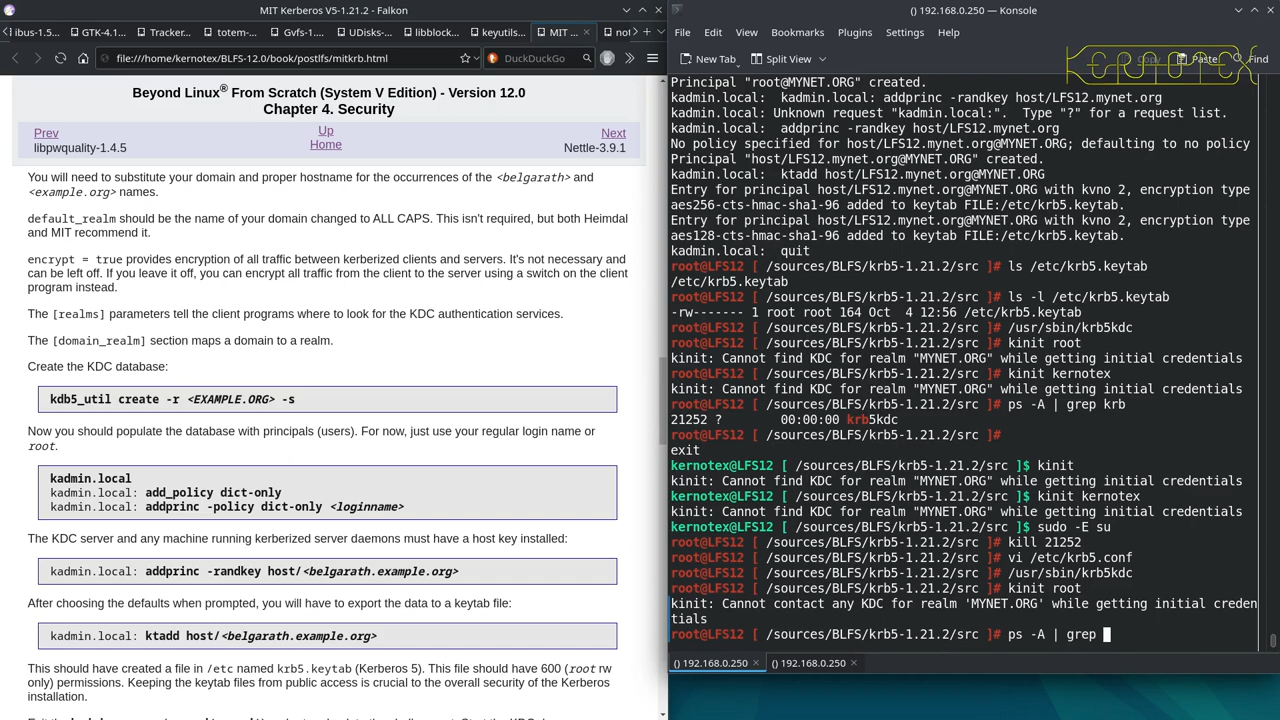 MIT Kerberos V5-1.21.2 - Falkon
ibus-1.5...
GTK-4.1...
Tracker...
totem-...
Gvfs-1....
UDisks-...
libblock...
keyutils...
MIT ...
no
file:///home/kernotex/BLFS-12.0/book/postlfs/mitkrb.html
DuckDuckGo
Beyond Linux® From Scratch (System V Edition) - Version 12.0
Chapter 4. Security
Prev
Up
Next
libpwquality-1.4.5
Home
Nettle-3.9.1
You will need to substitute your domain and proper hostname for the occurrences of the <belgarath> and
<example.org> names.
default_realm should be the name of your domain changed to ALL CAPS. This isn't required, but both Heimdal
and MIT recommend it.
encrypt = true provides encryption of all traffic between kerberized clients and servers. It's not necessary and
can be left off. If you leave it off, you can encrypt all traffic from the client to the server using a switch on the client
program instead.
The [realms] parameters tell the client programs where to look for the KDC authentication services.
The [domain_realm] section maps a domain to a realm.
Create the KDC database:
kdb5_util create -r <EXAMPLE.ORG> -s
Now you should populate the database with principals (users). For now, just use your regular login name or
root.
kadmin.local
kadmin.local: add_policy dict-only
kadmin.local: addprinc -policy dict-only <loginname>
The KDC server and any machine running kerberized server daemons must have a host key installed:
kadmin.local: addprinc -randkey host/<belgarath.example.org>
After choosing the defaults when prompted, you will have to export the data to a keytab file:
kadmin.local: ktadd host/<belgarath.example.org>
This should have created a file in /etc named krb5.keytab (Kerberos 5). This file should have 600 (root rw
only) permissions. Keeping the keytab files from public access is crucial to the overall security of the Kerberos
installation.
() 192.168.0.250 — Konsole
File
Edit
View
Bookmarks
Plugins
Settings
Help
New Tab
Split View
Copy
Paste
Find
KERNOTEX
Principal "root@MYNET.ORG" created.
kadmin.local:  kadmin.local: addprinc -randkey host/LFS12.mynet.org
kadmin.local: Unknown request "kadmin.local:".  Type "?" for a request list.
kadmin.local:  addprinc -randkey host/LFS12.mynet.org
No policy specified for host/LFS12.mynet.org@MYNET.ORG; defaulting to no policy
Principal "host/LFS12.mynet.org@MYNET.ORG" created.
kadmin.local:  ktadd host/LFS12.mynet.org@MYNET.ORG
Entry for principal host/LFS12.mynet.org@MYNET.ORG with kvno 2, encryption type
aes256-cts-hmac-sha1-96 added to keytab FILE:/etc/krb5.keytab.
Entry for principal host/LFS12.mynet.org@MYNET.ORG with kvno 2, encryption type
aes128-cts-hmac-sha1-96 added to keytab FILE:/etc/krb5.keytab.
kadmin.local:  quit
root@LFS12 [ /sources/BLFS/krb5-1.21.2/src ]# ls /etc/krb5.keytab
/etc/krb5.keytab
root@LFS12 [ /sources/BLFS/krb5-1.21.2/src ]# ls -l /etc/krb5.keytab
-rw------- 1 root root 164 Oct  4 12:56 /etc/krb5.keytab
root@LFS12 [ /sources/BLFS/krb5-1.21.2/src ]# /usr/sbin/krb5kdc
root@LFS12 [ /sources/BLFS/krb5-1.21.2/src ]# kinit root
kinit: Cannot find KDC for realm "MYNET.ORG" while getting initial credentials
root@LFS12 [ /sources/BLFS/krb5-1.21.2/src ]# kinit kernotex
kinit: Cannot find KDC for realm "MYNET.ORG" while getting initial credentials
root@LFS12 [ /sources/BLFS/krb5-1.21.2/src ]# ps -A | grep krb
21252 ?        00:00:00 krb5kdc
root@LFS12 [ /sources/BLFS/krb5-1.21.2/src ]#
exit
kernotex@LFS12 [ /sources/BLFS/krb5-1.21.2/src ]$ kinit
kinit: Cannot find KDC for realm "MYNET.ORG" while getting initial credentials
kernotex@LFS12 [ /sources/BLFS/krb5-1.21.2/src ]$ kinit kernotex
kinit: Cannot find KDC for realm "MYNET.ORG" while getting initial credentials
kernotex@LFS12 [ /sources/BLFS/krb5-1.21.2/src ]$ sudo -E su
root@LFS12 [ /sources/BLFS/krb5-1.21.2/src ]# kill 21252
root@LFS12 [ /sources/BLFS/krb5-1.21.2/src ]# vi /etc/krb5.conf
root@LFS12 [ /sources/BLFS/krb5-1.21.2/src ]# /usr/sbin/krb5kdc
root@LFS12 [ /sources/BLFS/krb5-1.21.2/src ]# kinit root
kinit: Cannot contact any KDC for realm 'MYNET.ORG' while getting initial creden
tials
root@LFS12 [ /sources/BLFS/krb5-1.21.2/src ]# ps -A | grep
() 192.168.0.250
() 192.168.0.250